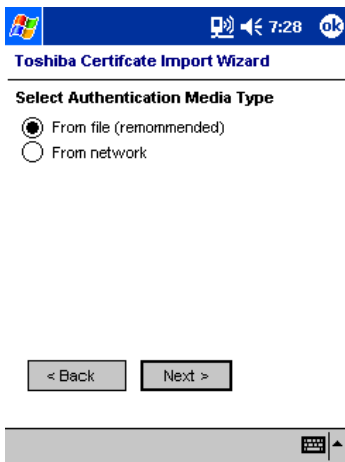 7:28 ok
Toshiba Certifcate Import Wizard
Select Authentication Media Type
From file (remommended)
From network
< Back Next >